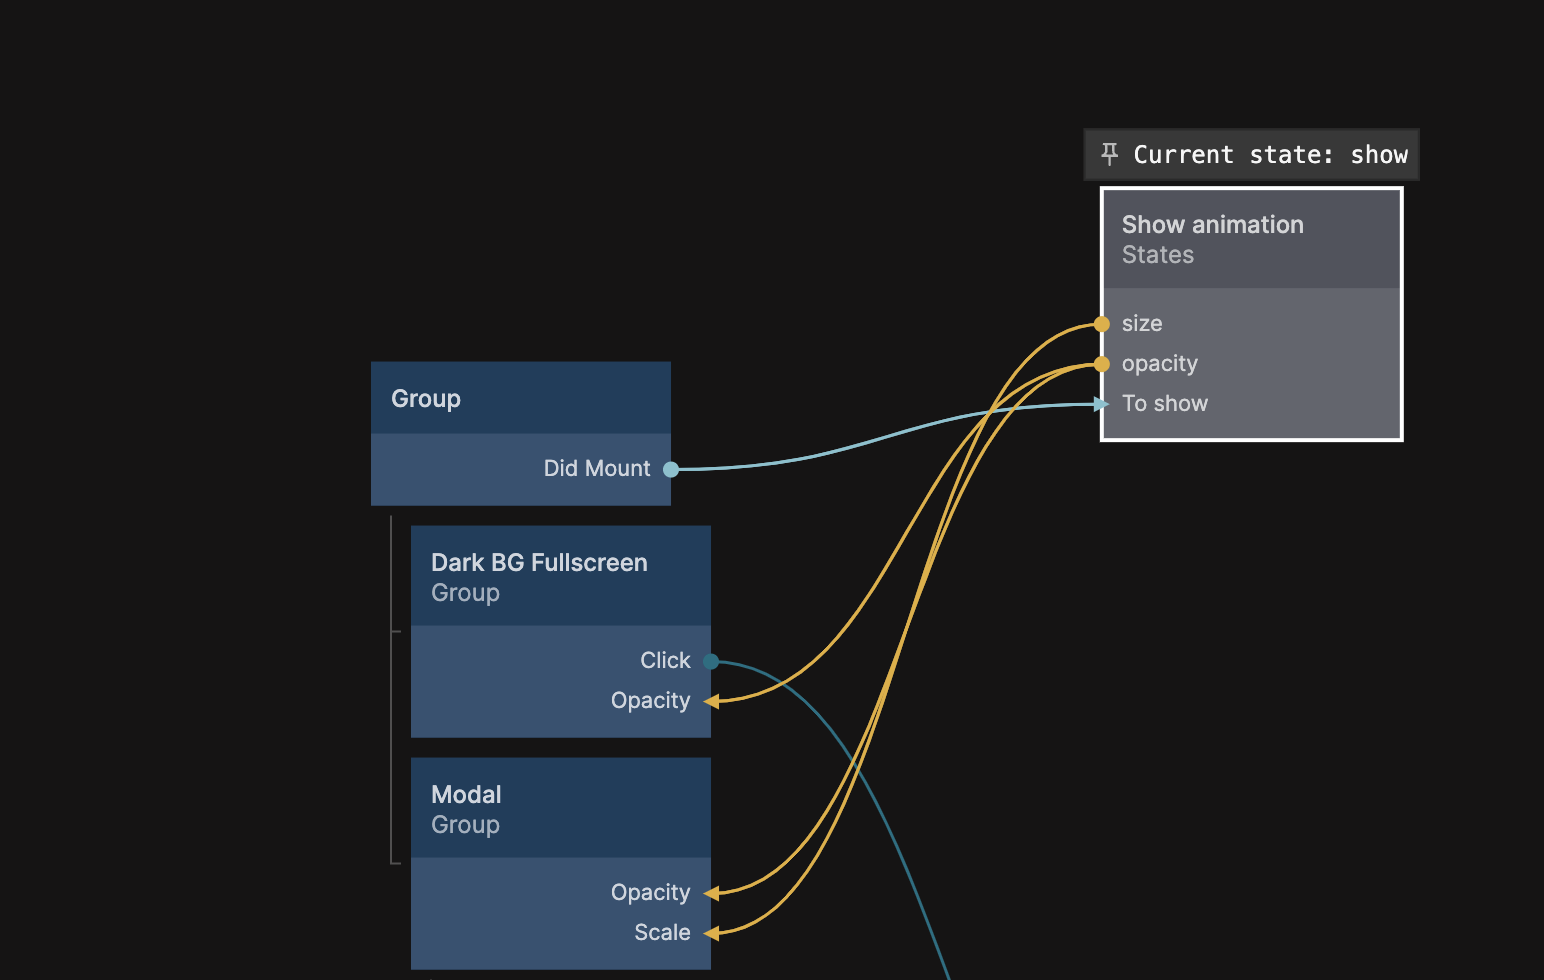 Current state: show
Show animation
States
size
opacity
To show
Group
Did Mount
Dark BG Fullscreen
Group
Click
Opacity
Modal
Group
Opacity
Scale